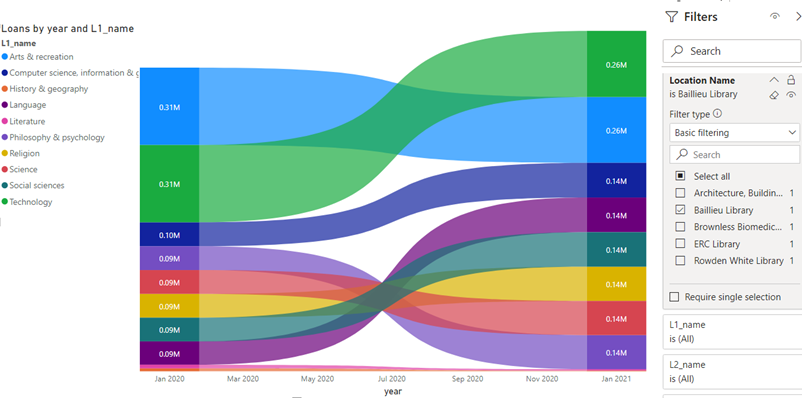 Loans by year and L1_name
L1_name
Arts & recreation
Computer science, information & g
History & geography
Language
Literature
Philosophy & psychology
Religion
Science
Social sciences
Technology
0.31M
0.31M
0.10M
0.09M
0.09M
0.09M
0.09M
0.09M
0.26M
0.26M
0.14M
0.14M
0.14M
0.14M
0.14M
0.14M
Jan 2020
Mar 2020
May 2020
Jul 2020
Sep 2020
Nov 2020
Jan 2021
year
Filters
Search
Location Name
is Baillieu Library
Filter type
Basic filtering
Search
Select all
Architecture, Buildin... 1
Baillieu Library 1
Brownless Biomedic... 1
ERC Library 1
Rowden White Library 1
Require single selection
L1_name
is (All)
L2_name
is (All)